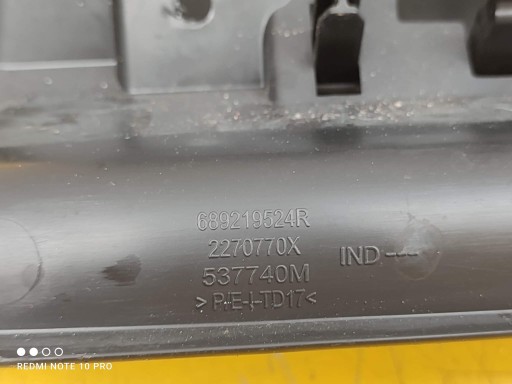 689219524R
2270770X
537740M
>P/E-I-TD17<
IND ---
REDMI NOTE 10 PRO